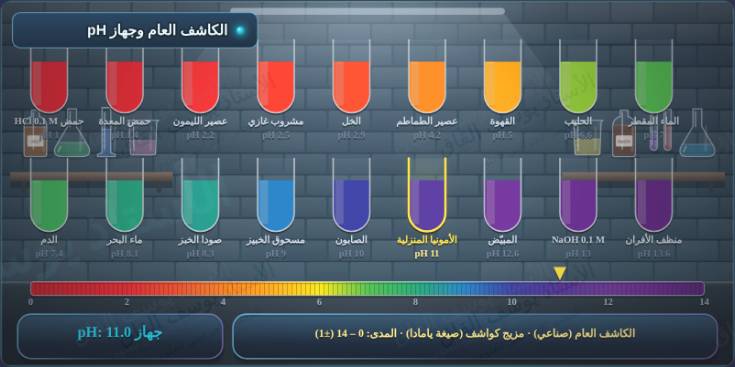 الكاشف العام وجهاز pH
حمض HCl 0.1 M
حمض المعدة
عصير الليمون
pH 2.2
مشروب غازي
pH 2.5
الخل
pH 2.9
عصير الطماطم
pH 4.2
القهوة
pH 5
الحليب
pH 6.6
الماء المقطر
الدم
pH 7.4
ماء البحر
pH 8.1
صودا الخبز
pH 8.3
مسحوق الخبيز
pH 9
الصابون
pH 10
الأمونيا المنزلية
pH 11
المبيّض
pH 12.6
NaOH 0.1 M
pH 13
منظف الأفران
pH 13.6
0 2 4 6 8 10 12 14
جهاز pH: 11.0
الكاشف العام (صناعي) · مزيج كواشف (صيغة يامادا) · المدى: 0 – 14 (±1)